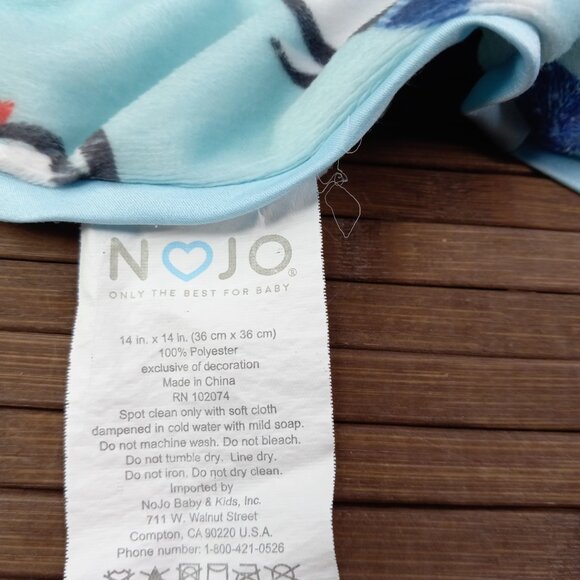 NOJO®
ONLY THE BEST FOR BABY
14 in. x 14 in. (36 cm x 36 cm)
100% Polyester
exclusive of decoration
Made in China
RN 102074
Spot clean only with soft cloth
dampened in cold water with mild soap.
Do not machine wash. Do not bleach.
Do not tumble dry. Line dry.
Do not iron. Do not dry clean.
Imported by
NoJo Baby & Kids, Inc.
711 W. Walnut Street
Compton, CA 90220 U.S.A.
Phone number: 1-800-421-0526